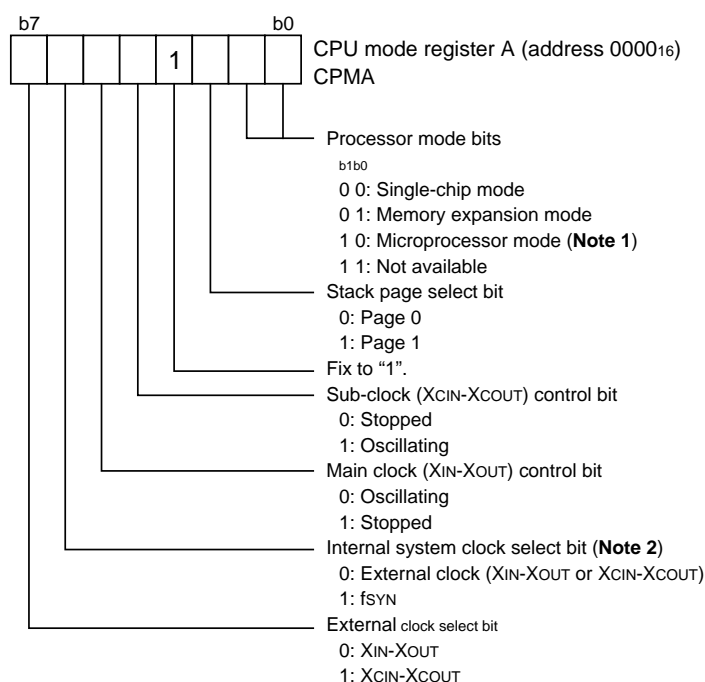 b7 b0
1
CPU mode register A (address 0000₁₆)
CPMA
Processor mode bits
b1b0
0 0: Single-chip mode
0 1: Memory expansion mode
1 0: Microprocessor mode (Note 1)
1 1: Not available
Stack page select bit
0: Page 0
1: Page 1
Fix to “1”.
Sub-clock (XCIN-XCOUT) control bit
0: Stopped
1: Oscillating
Main clock (XIN-XOUT) control bit
0: Oscillating
1: Stopped
Internal system clock select bit (Note 2)
0: External clock (XIN-XOUT or XCIN-XCOUT)
1: fSYN
External clock select bit
0: XIN-XOUT
1: XCIN-XCOUT